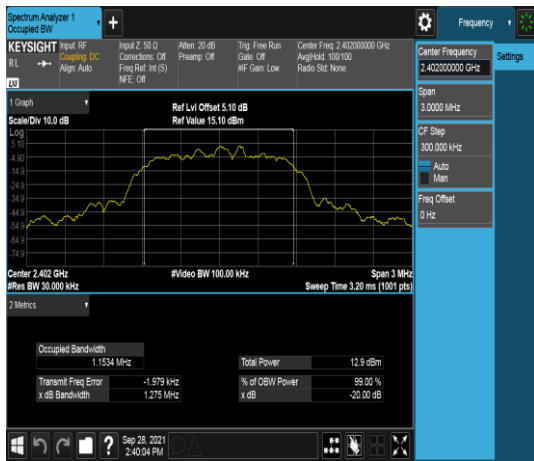 Spectrum Analyzer 1
Occupied BW
+
Frequency
KEYSIGHT Input: RF Input Z: 50 Ω Atten: 20 dB Trig: Free Run Center Freq: 2.402000000 GHz
RL Coupling: DC Corrections: Off Preamp: Off Gate: Off Avg|Hold: 100/100
Align: Auto Freq Ref: Int (S) #IF Gain: Low Radio Std: None
LXI NFE: Off
Center Frequency
2.402000000 GHz
Settings
Span
3.0000 MHz
CF Step
300.000 kHz
Auto
Man
Freq Offset
0 Hz
1 Graph
Ref Lvl Offset 5.10 dB
Scale/Div 10.0 dB Ref Value 15.10 dBm
Log
5.10
-4.90
-14.9
-24.9
-34.9
-44.9
-54.9
-64.9
-74.9
Center 2.402 GHz #Video BW 100.00 kHz Span 3 MHz
#Res BW 30.000 kHz Sweep Time 3.20 ms (1001 pts)
2 Metrics
Occupied Bandwidth
1.1534 MHz Total Power 12.9 dBm
Transmit Freq Error -1.979 kHz % of OBW Power 99.00 %
x dB Bandwidth 1.275 MHz x dB -20.00 dB
? Sep 28, 2021
2:40:04 PM